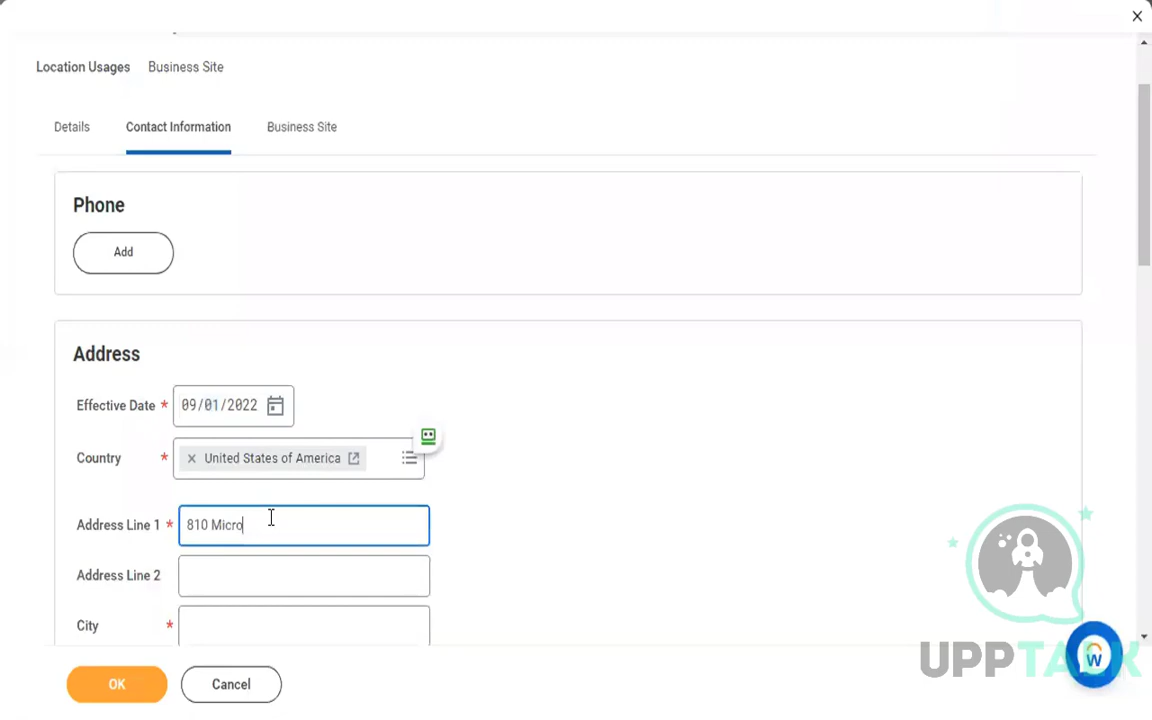 Location Usages Business Site
Details Contact Information Business Site
Phone
Add
Address
Effective Date * 09/01/2022
Country * × United States of America
Address Line 1 * 810 Micro
Address Line 2
City *
OK Cancel
UPPTALK
W